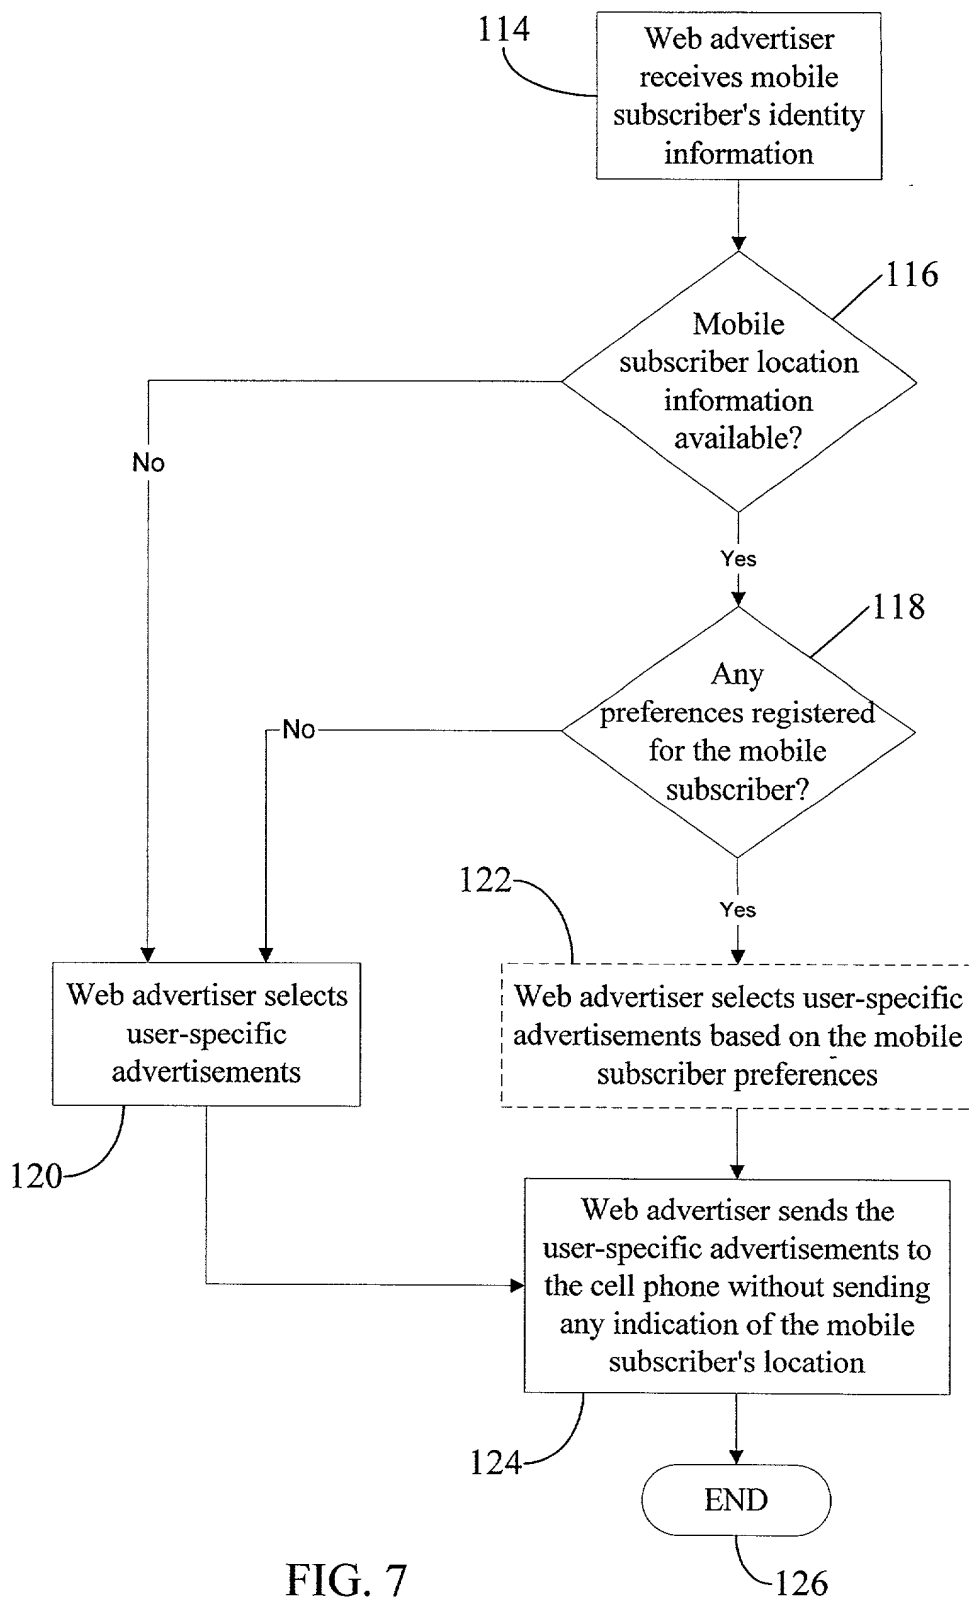 114
Web advertiser
receives mobile
subscriber's identity
information
116
Mobile
subscriber location
information
available?
No
Yes
118
Any
preferences registered
for the mobile
subscriber?
No
Yes
122
Web advertiser selects
user-specific
advertisements
Web advertiser selects user-specific
advertisements based on the mobile
subscriber preferences
120
Web advertiser sends the
user-specific advertisements to
the cell phone without sending
any indication of the mobile
subscriber's location
124
END
126
FIG. 7